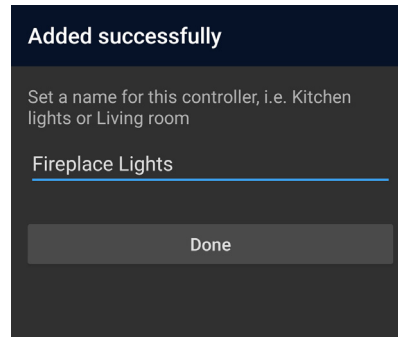 Added successfully
Set a name for this controller, i.e. Kitchen
lights or Living room
Fireplace Lights
Done